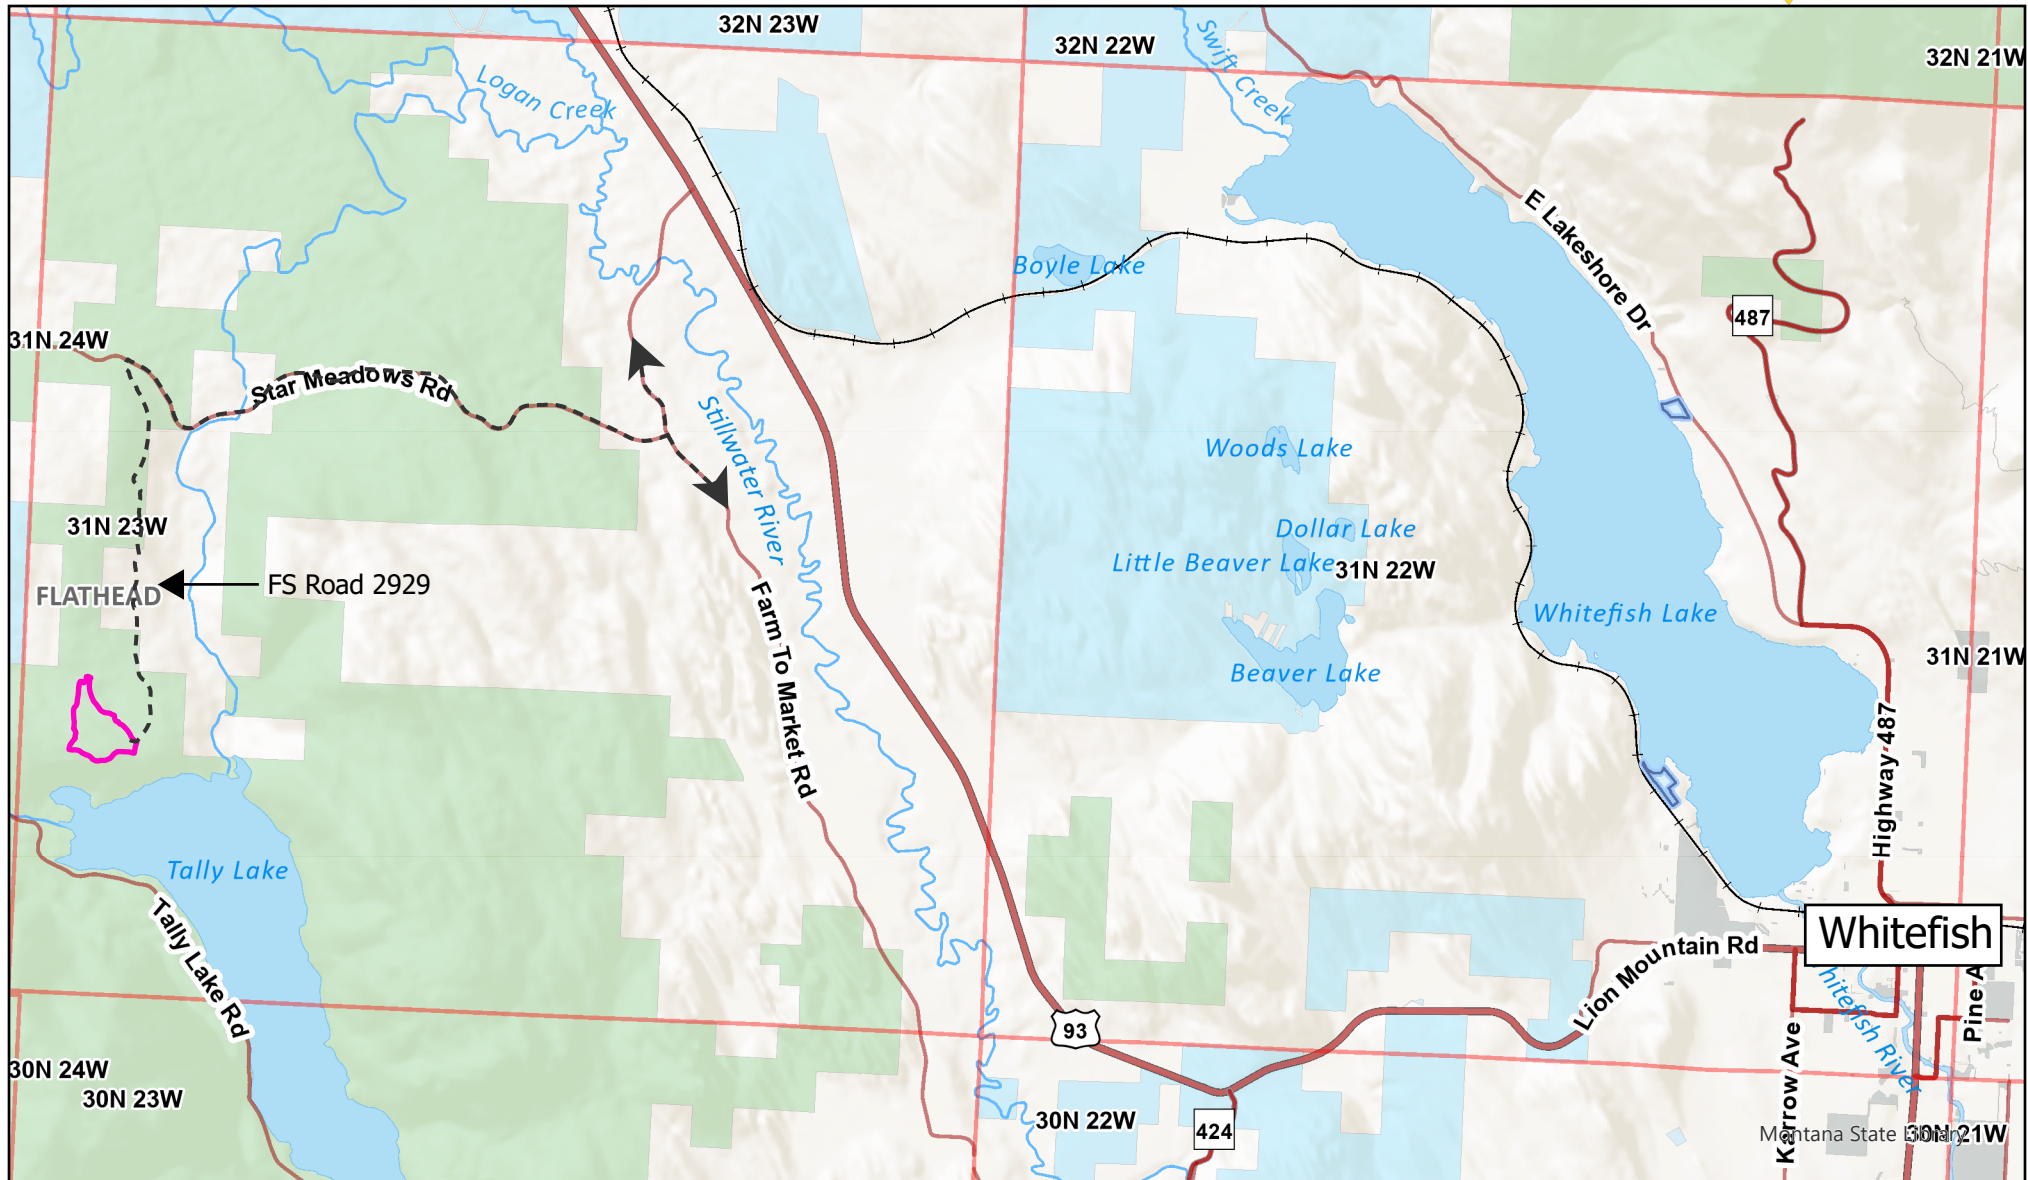 32N 23W
32N 22W
32N 21W
Swift Creek
Logan Creek
E Lakeshore Dr
Boyle Lake
487
31N 24W
Star Meadows Rd
Stillwater River
Woods Lake
31N 23W
Dollar Lake
Little Beaver Lake
31N 22W
FLATHEAD
FS Road 2929
Farm To Market Rd
Whitefish Lake
31N 21W
Beaver Lake
Highway 487
Tally Lake
Tally Lake Rd
Whitefish
Lion Mountain Rd
Whitefish River
Pine A
93
Karrow Ave
30N 24W
30N 23W
30N 22W
424
Montana State Library
30N 21W